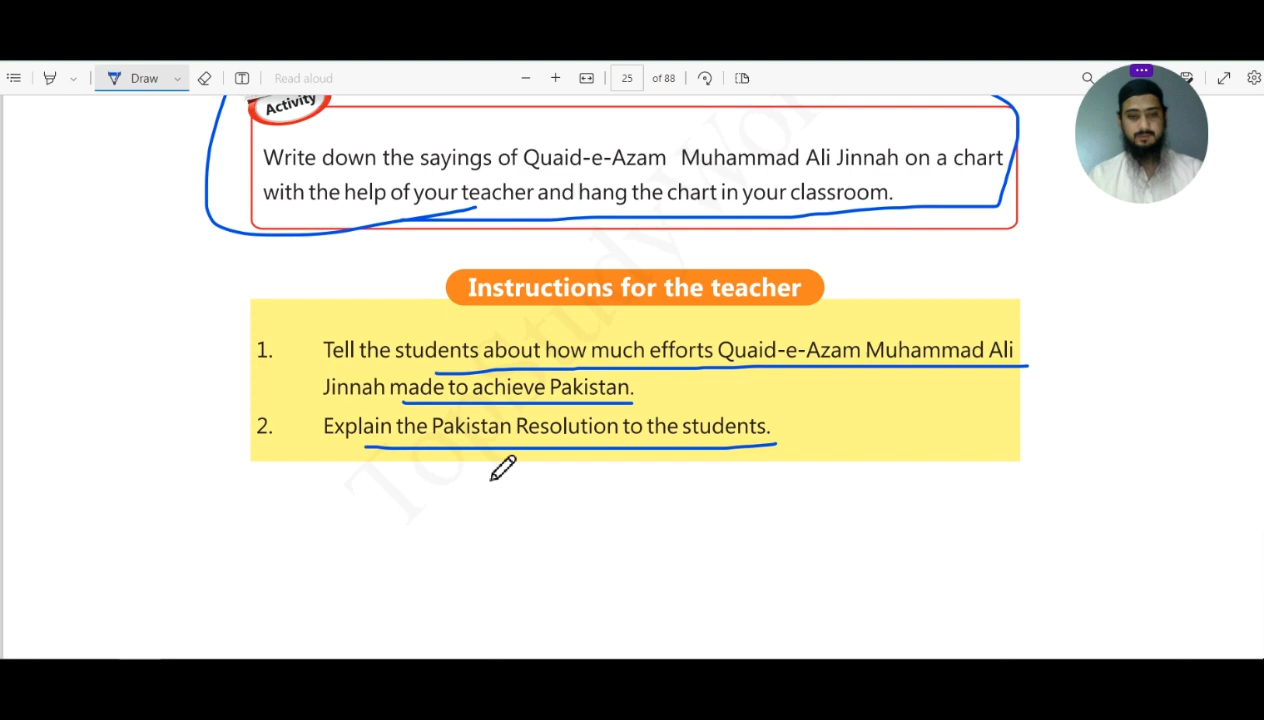 Draw
Read aloud
25 of 88
Activity
Write down the sayings of Quaid-e-Azam Muhammad Ali Jinnah on a chart
with the help of your teacher and hang the chart in your classroom.
Instructions for the teacher
1. Tell the students about how much efforts Quaid-e-Azam Muhammad Ali
Jinnah made to achieve Pakistan.
2. Explain the Pakistan Resolution to the students.